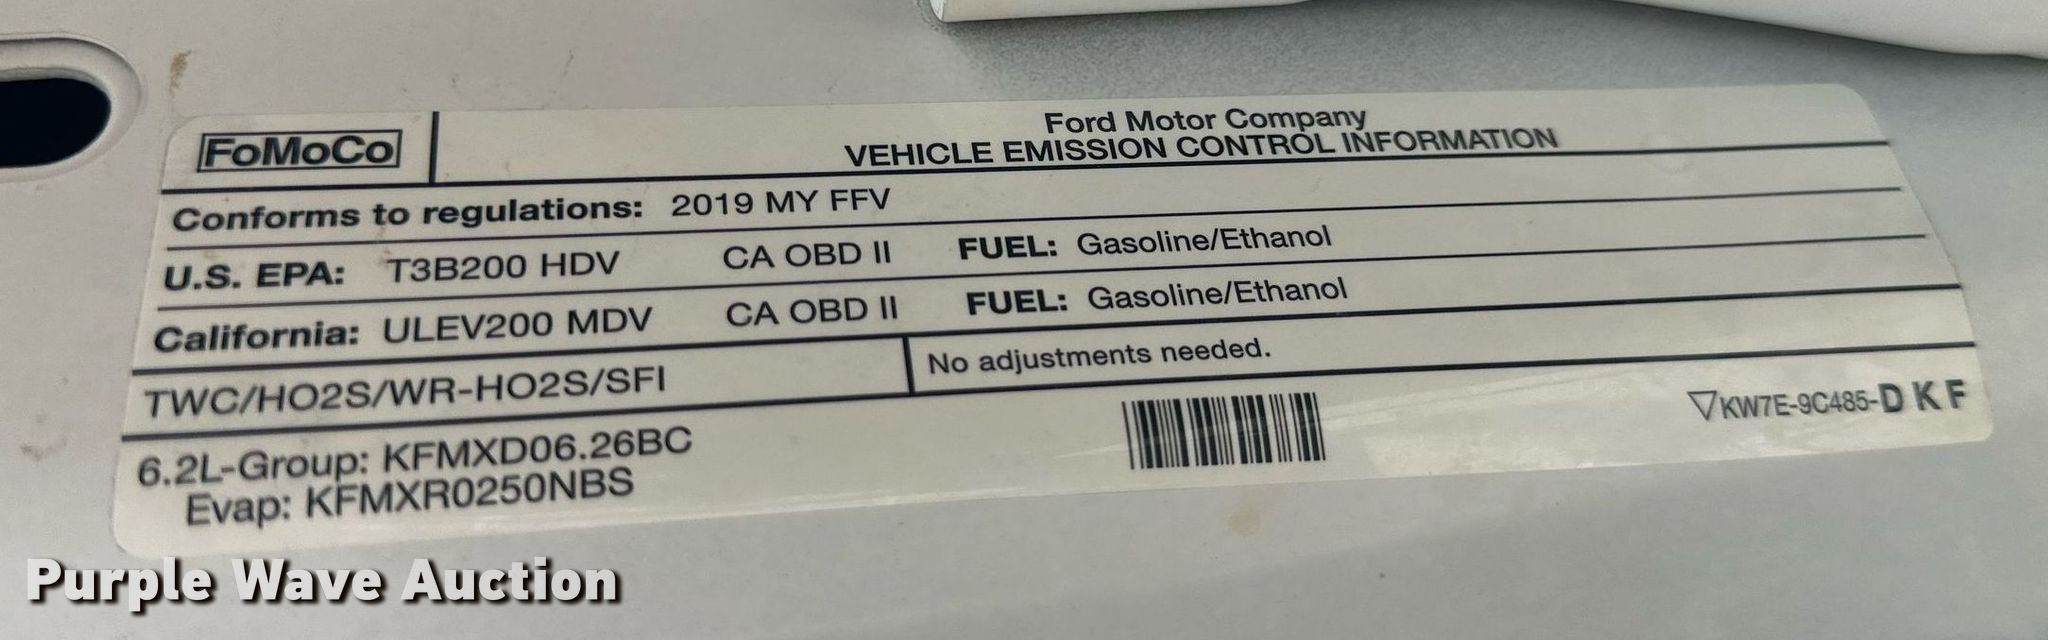 FoMoCo
Ford Motor Company
VEHICLE EMISSION CONTROL INFORMATION
Conforms to regulations: 2019 MY FFV
U.S. EPA: T3B200 HDV CA OBD II FUEL: Gasoline/Ethanol
California: ULEV200 MDV CA OBD II FUEL: Gasoline/Ethanol
TWC/HO2S/WR-HO2S/SFI No adjustments needed.
6.2L-Group: KFMXD06.26BC
Evap: KFMXR0250NBS
▽KW7E-9C485-D K F
Purple Wave Auction